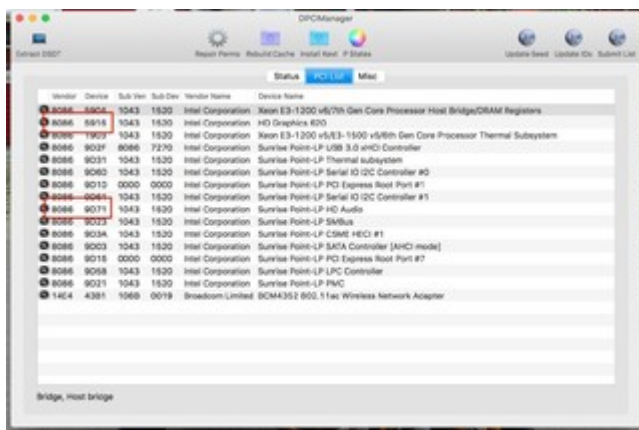 DPCIManager
Extract DSDT Repair Perms Rebuild Cache Install Kext P States Update Seed Update IDs Submit List
Status PCI List Misc
Vendor Device Sub Ven Sub Dev Vendor Name Device Name
8086 5904 1043 1520 Intel Corporation Xeon E3-1200 v6/7th Gen Core Processor Host Bridge/DRAM Registers
8086 5916 1043 1520 Intel Corporation HD Graphics 620
8086 1903 1043 1520 Intel Corporation Xeon E3-1200 v5/E3-1500 v5/6th Gen Core Processor Thermal Subsystem
8086 9D2F 8086 7270 Intel Corporation Sunrise Point-LP USB 3.0 xHCI Controller
8086 9D31 1043 1520 Intel Corporation Sunrise Point-LP Thermal subsystem
8086 9D60 1043 1520 Intel Corporation Sunrise Point-LP Serial IO I2C Controller #0
8086 9D10 0000 0000 Intel Corporation Sunrise Point-LP PCI Express Root Port #1
8086 9D61 1043 1520 Intel Corporation Sunrise Point-LP Serial IO I2C Controller #1
8086 9D71 1043 1520 Intel Corporation Sunrise Point-LP HD Audio
8086 9D23 1043 1520 Intel Corporation Sunrise Point-LP SMBus
8086 9D3A 1043 1520 Intel Corporation Sunrise Point-LP CSME HECI #1
8086 9D03 1043 1520 Intel Corporation Sunrise Point-LP SATA Controller [AHCI mode]
8086 9D16 0000 0000 Intel Corporation Sunrise Point-LP PCI Express Root Port #7
8086 9D58 1043 1520 Intel Corporation Sunrise Point-LP LPC Controller
8086 9D21 1043 1520 Intel Corporation Sunrise Point-LP PMC
14E4 43B1 106B 0019 Broadcom Limited BCM4352 802.11ac Wireless Network Adapter
Bridge, Host bridge